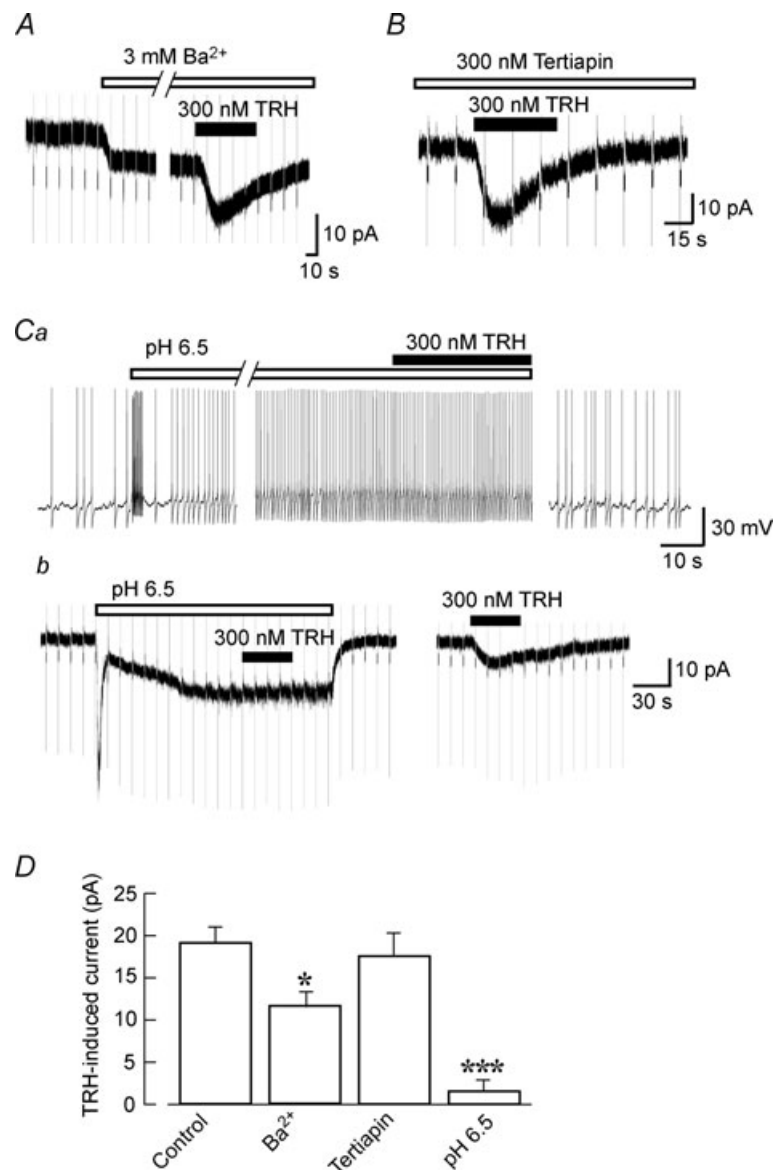 A
3 mM Ba²⁺
300 nM TRH
10 pA
10 s
B
300 nM Tertiapin
300 nM TRH
10 pA
15 s
Ca
pH 6.5
300 nM TRH
30 mV
10 s
b
pH 6.5
300 nM TRH
300 nM TRH
10 pA
30 s
D
TRH-induced current (pA)
25
20
15
10
5
0
*
***
Control
Ba²⁺
Tertiapin
pH 6.5